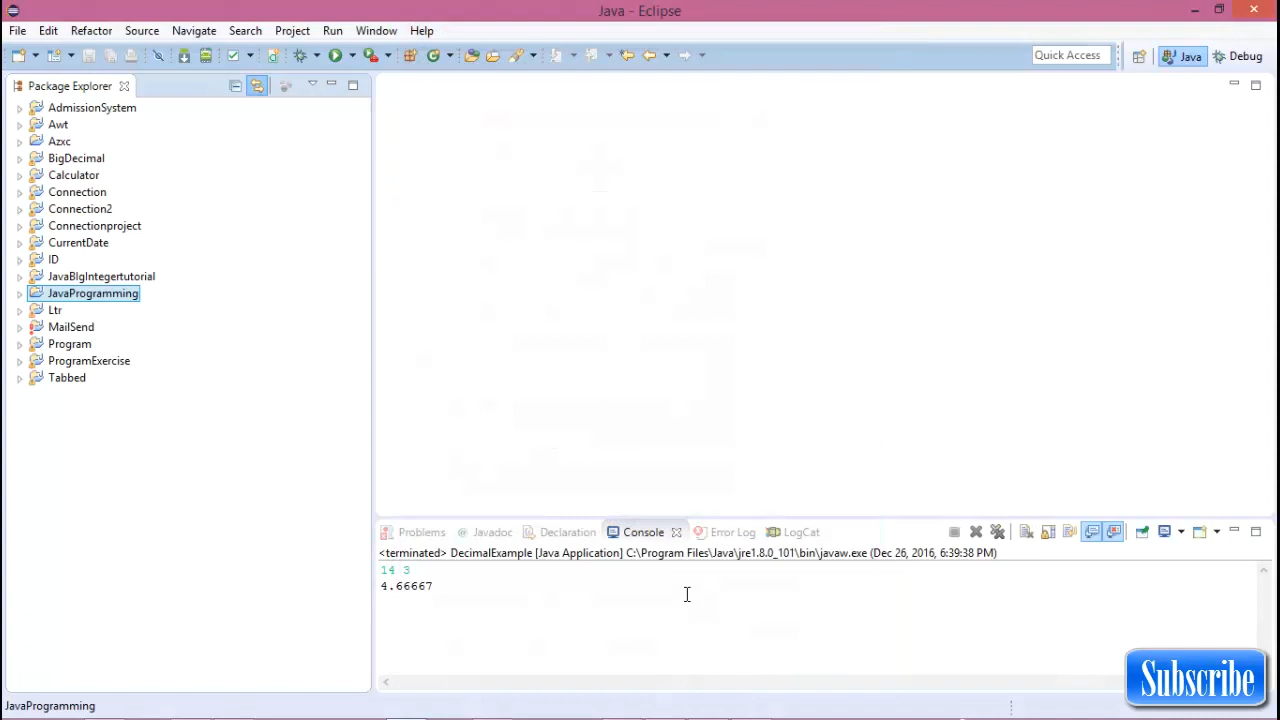 Java - Eclipse
File Edit Refactor Source Navigate Search Project Run Window Help
Quick Access Java Debug
Package Explorer
AdmissionSystem
Awt
Azxc
BigDecimal
Calculator
Connection
Connection2
Connectionproject
CurrentDate
ID
JavaBIgIntegertutorial
JavaProgramming
Ltr
MailSend
Program
ProgramExercise
Tabbed
Problems @ Javadoc Declaration Console Error Log LogCat
<terminated> DecimalExample [Java Application] C:\Program Files\Java\jre1.8.0_101\bin\javaw.exe (Dec 26, 2016, 6:39:38 PM)
14 3
4.66667
Subscribe
JavaProgramming